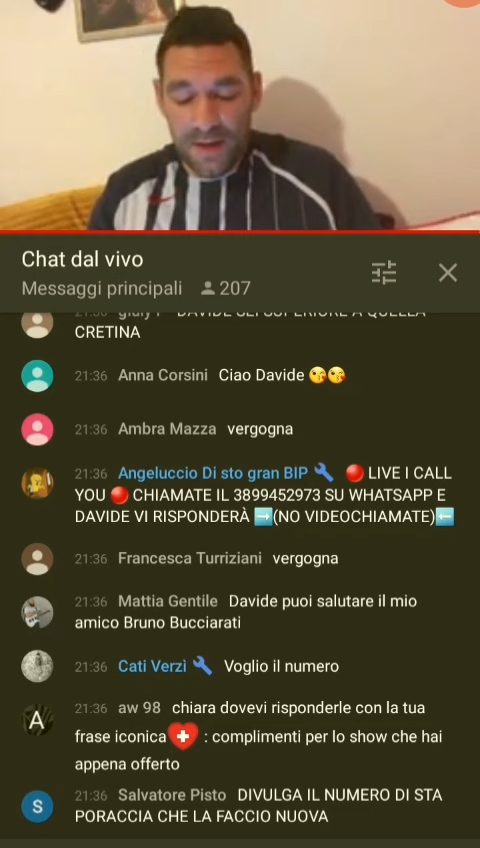 Chat dal vivo
Messaggi principali 207
CRETINA
21:36 Anna Corsini Ciao Davide 😘😘
21:36 Ambra Mazza vergogna
21:36 Angeluccio Di sto gran BIP 🔧 🔴 LIVE I CALL
YOU 🔴 CHIAMATE IL 3899452973 SU WHATSAPP E
DAVIDE VI RISPONDERÀ ➡️(NO VIDEOCHIAMATE)⬅️
21:36 Francesca Turriziani vergogna
21:36 Mattia Gentile Davide puoi salutare il mio
amico Bruno Bucciarati
21:36 Cati Verzì 🔧 Voglio il numero
21:36 aw 98 chiara dovevi risponderle con la tua
frase iconica : complimenti per lo show che hai
appena offerto
21:36 Salvatore Pisto DIVULGA IL NUMERO DI STA
PORACCIA CHE LA FACCIO NUOVA
A
S